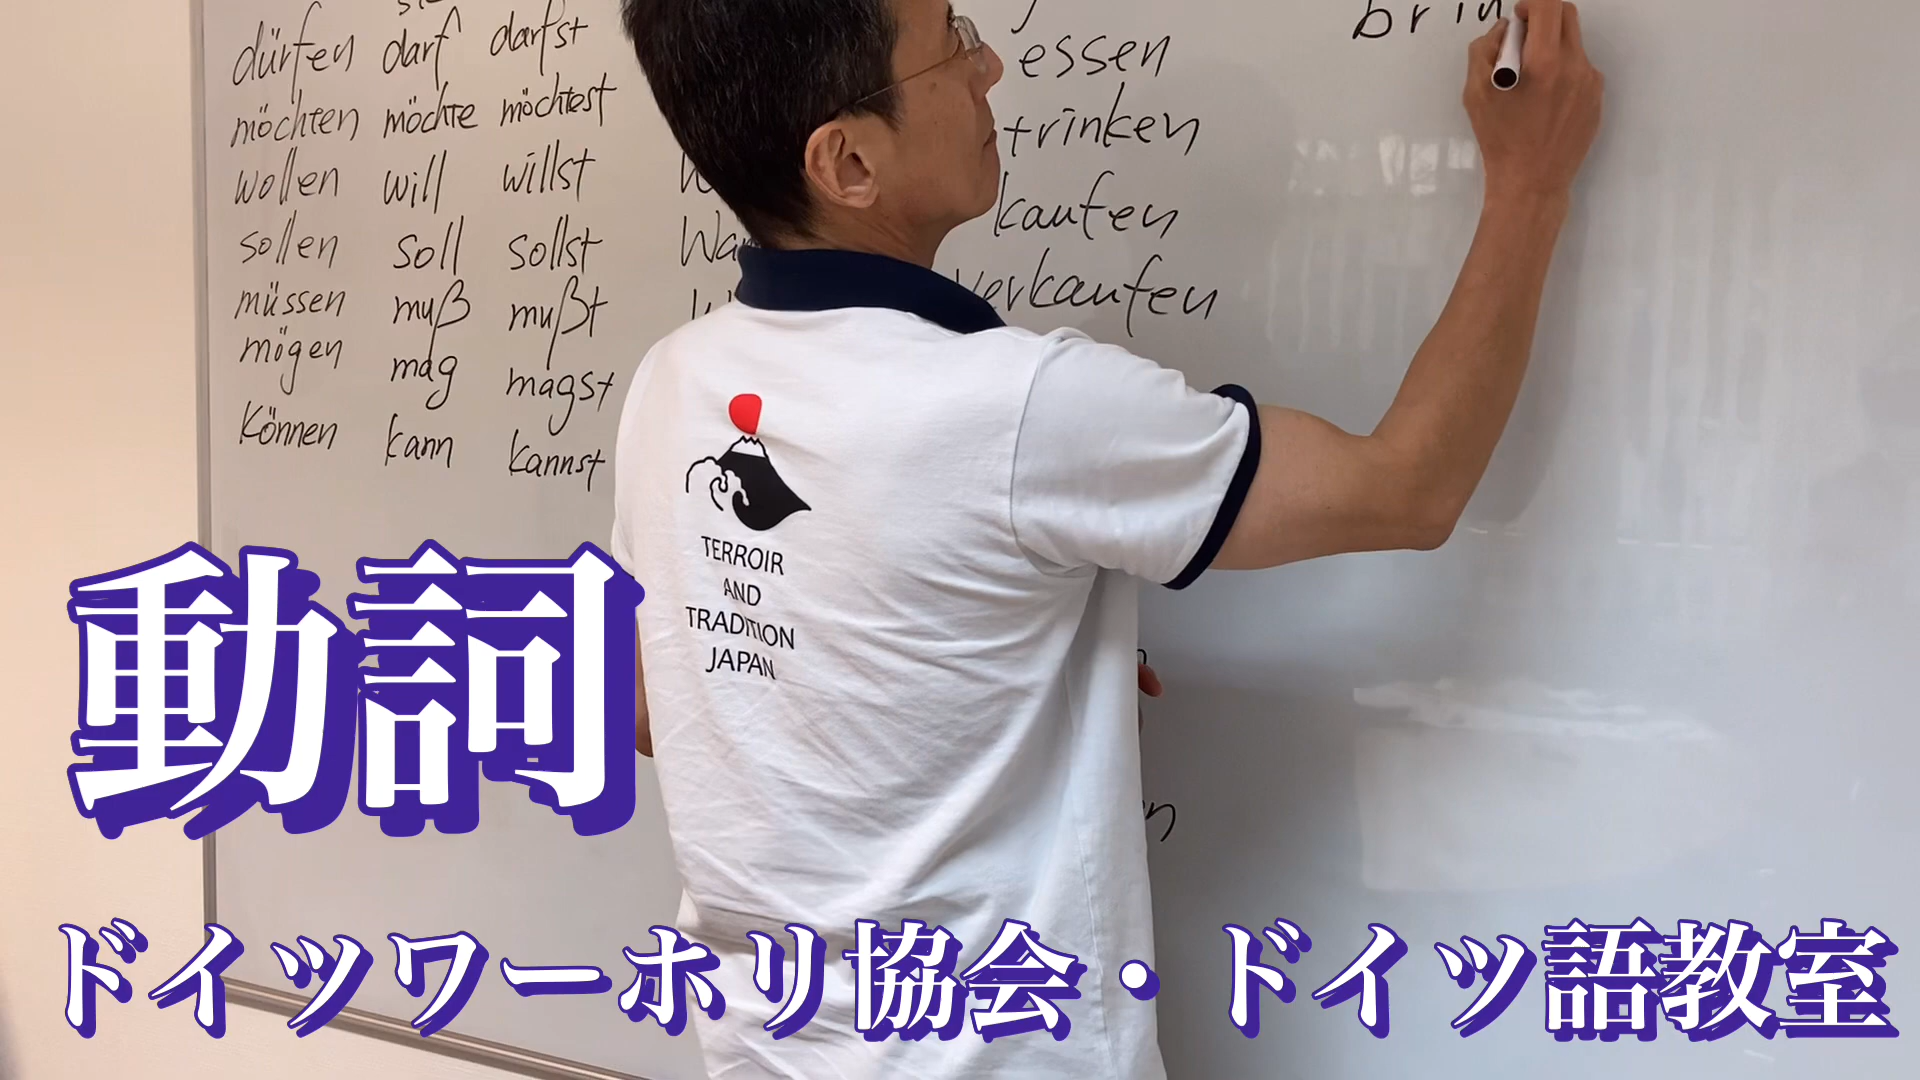 dürfen darf darfst
möchten möchte möchtest
wollen will willst
sollen soll sollst
müssen muß mußt
mögen mag magst
können kann kannst
essen
trinken
kaufen
verkaufen
brin
TERROIR
AND
TRADITION
JAPAN
動詞
ドイツワーホリ協会・ドイツ語教室